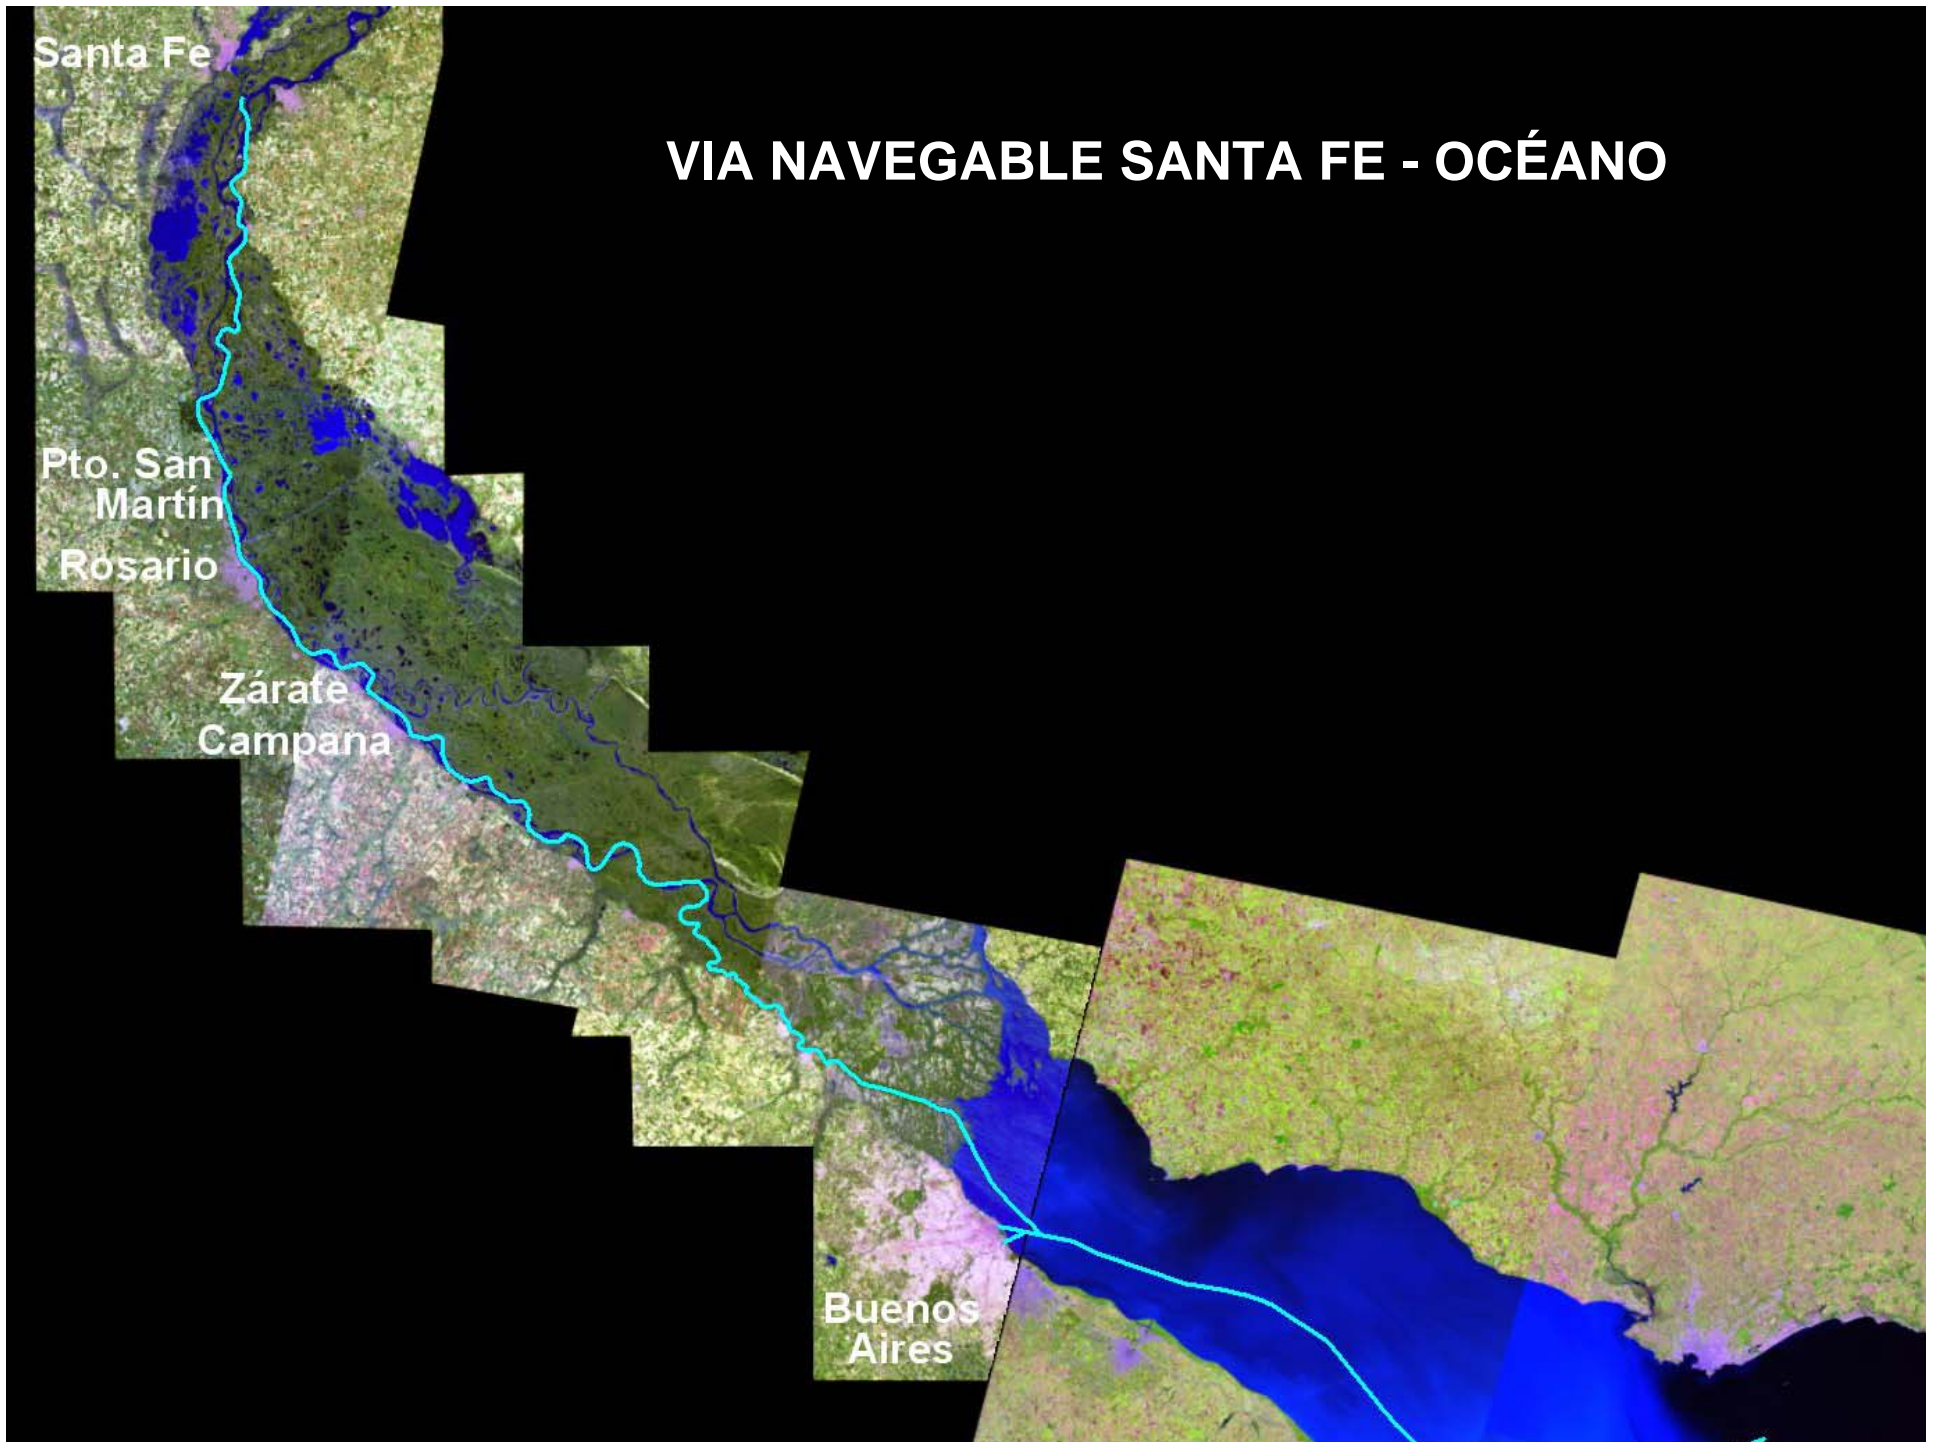 Santa Fe
VIA NAVEGABLE SANTA FE - OCÉANO
Pto. San
Martín
Rosario
Zárate
Campana
Buenos
Aires